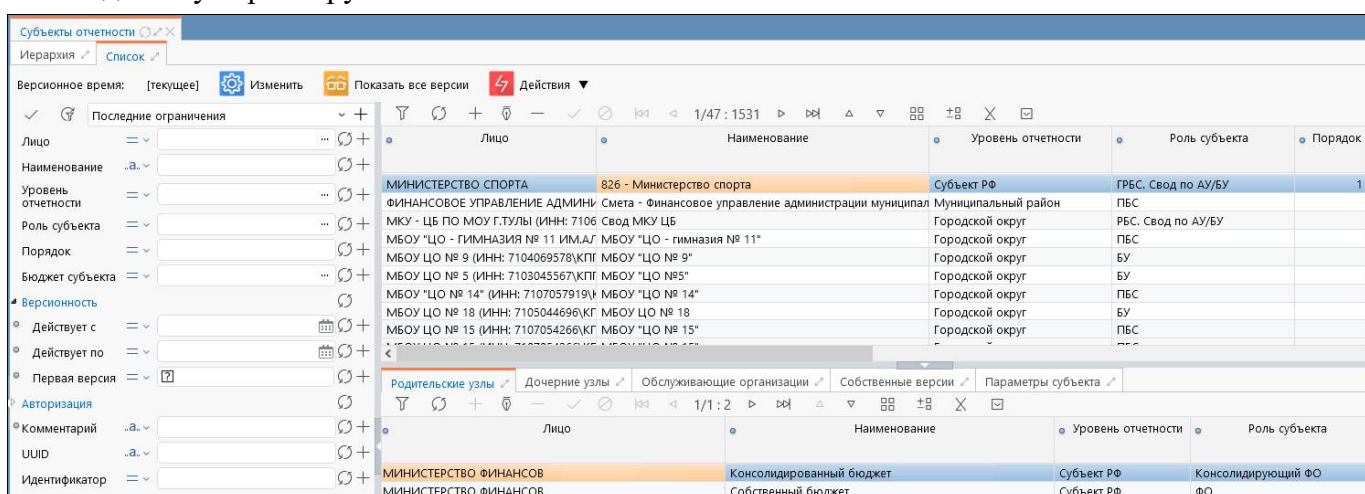 Субъекты отчетности
Иерархия Список
Версионное время: [текущее] Изменить Показать все версии Действия ▼
Последние ограничения
1/47 : 1531
Лицо =
Наименование .a.
Уровень отчетности =
Роль субъекта =
Порядок =
Бюджет субъекта =
Версионность
Действует с =
Действует по =
Первая версия = ?
Авторизация
Комментарий .a.
UUID .a.
Идентификатор =
Лицо Наименование Уровень отчетности Роль субъекта Порядок
МИНИСТЕРСТВО СПОРТА 826 - Министерство спорта Субъект РФ ГРБС. Свод по АУ/БУ 1
ФИНАНСОВОЕ УПРАВЛЕНИЕ АДМИНИ Смета - Финансовое управление администрации муниципал Муниципальный район ПБС
МКУ - ЦБ ПО МОУ Г.ТУЛЫ (ИНН: 7106 Свод МКУ ЦБ Городской округ РБС. Свод по АУ/БУ
МБОУ "ЦО - ГИМНАЗИЯ № 11 ИМ.АЛ МБОУ "ЦО - гимназия № 11" Городской округ ПБС
МБОУ ЦО № 9 (ИНН: 7104069578\КПП МБОУ "ЦО № 9" Городской округ БУ
МБОУ ЦО № 5 (ИНН: 7103045567\КПП МБОУ "ЦО №5" Городской округ БУ
МБОУ "ЦО № 14" (ИНН: 7107057919\К МБОУ "ЦО № 14" Городской округ ПБС
МБОУ ЦО № 18 (ИНН: 7105044696\КГ МБОУ ЦО № 18 Городской округ БУ
МБОУ ЦО № 15 (ИНН: 7107054266\КГ МБОУ "ЦО № 15" Городской округ ПБС
Родительские узлы Дочерние узлы Обслуживающие организации Собственные версии Параметры субъекта
1/1 : 2
Лицо Наименование Уровень отчетности Роль субъекта
МИНИСТЕРСТВО ФИНАНСОВ Консолидированный бюджет Субъект РФ Консолидирующий ФО
МИНИСТЕРСТВО ФИНАНСОВ Собственный бюджет Субъект РФ ФО